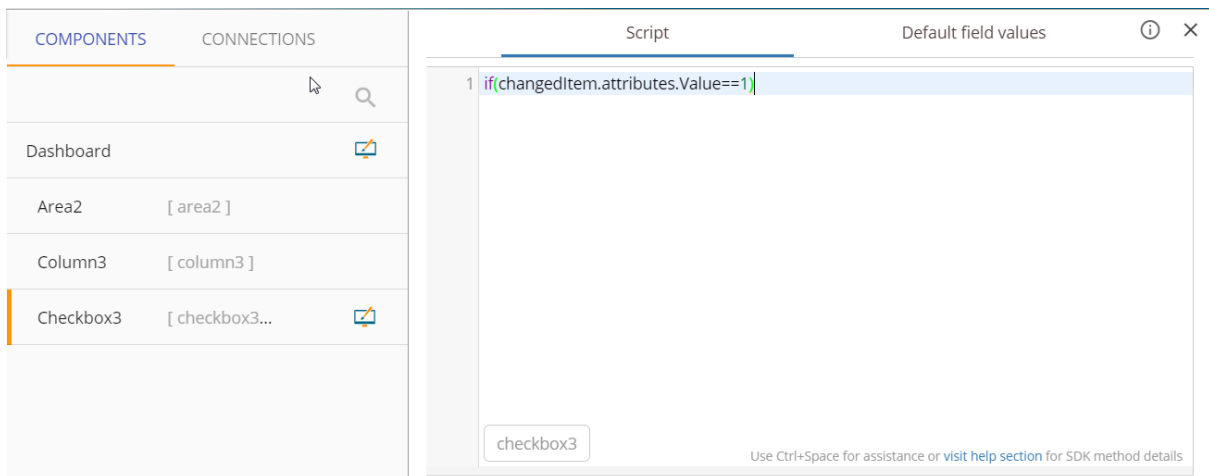 COMPONENTS CONNECTIONS
Dashboard
Area2 [ area2 ]
Column3 [ column3 ]
Checkbox3 [ checkbox3...
Script Default field values
1 if(changedItem.attributes.Value==1)
checkbox3
Use Ctrl+Space for assistance or visit help section for SDK method details